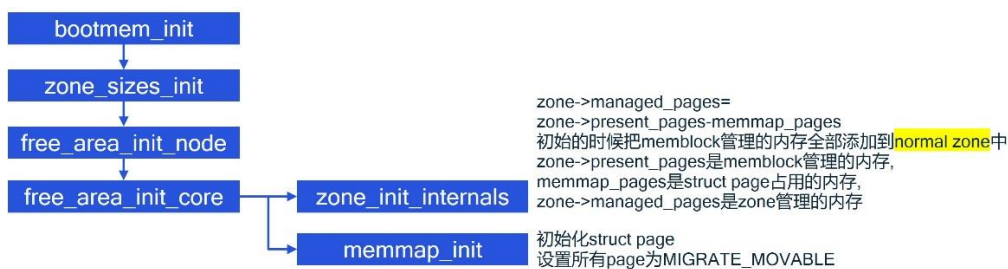 bootmem_init
zone_sizes_init
free_area_init_node
free_area_init_core
zone_init_internals
zone->managed_pages=
zone->present_pages-memmap_pages
初始的时候把memblock管理的内存全部添加到normal zone中
zone->present_pages是memblock管理的内存,
memmap_pages是struct page占用的内存,
zone->managed_pages是zone管理的内存
memmap_init
初始化struct page
设置所有page为MIGRATE_MOVABLE